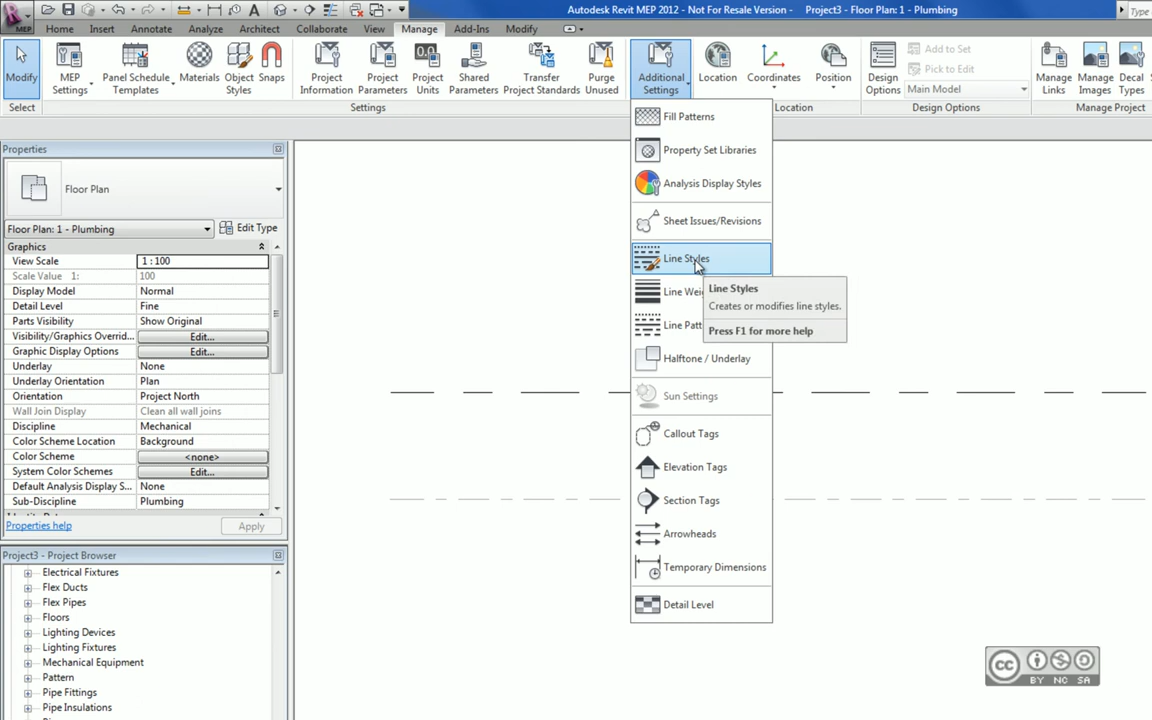 Autodesk Revit MEP 2012 - Not For Resale Version - Project3 - Floor Plan: 1 - Plumbing
Type
MEP
Home Insert Annotate Analyze Architect Collaborate View Manage Add-Ins Modify
Modify
MEP Settings
Panel Schedule Templates
Materials
Object Styles
Snaps
Project Information
Project Parameters
Project Units
Shared Parameters
Transfer Project Standards
Purge Unused
Additional Settings
Location
Coordinates
Position
Design Options
Add to Set
Pick to Edit
Main Model
Manage Links
Manage Images
Decal Types
Select
Settings
Location
Design Options
Manage Project
Fill Patterns
Property Set Libraries
Analysis Display Styles
Sheet Issues/Revisions
Line Styles
Line Wei
Line Patt
Halftone / Underlay
Sun Settings
Callout Tags
Elevation Tags
Section Tags
Arrowheads
Temporary Dimensions
Detail Level
Line Styles
Creates or modifies line styles.
Press F1 for more help
Properties
Floor Plan
Floor Plan: 1 - Plumbing Edit Type
Graphics
View Scale 1 : 100
Scale Value 1: 100
Display Model Normal
Detail Level Fine
Parts Visibility Show Original
Visibility/Graphics Overrid... Edit...
Graphic Display Options Edit...
Underlay None
Underlay Orientation Plan
Orientation Project North
Wall Join Display Clean all wall joins
Discipline Mechanical
Color Scheme Location Background
Color Scheme <none>
System Color Schemes Edit...
Default Analysis Display S... None
Sub-Discipline Plumbing
Properties help Apply
Project3 - Project Browser
Electrical Fixtures
Flex Ducts
Flex Pipes
Floors
Lighting Devices
Lighting Fixtures
Mechanical Equipment
Pattern
Pipe Fittings
Pipe Insulations
cc
BY NC SA